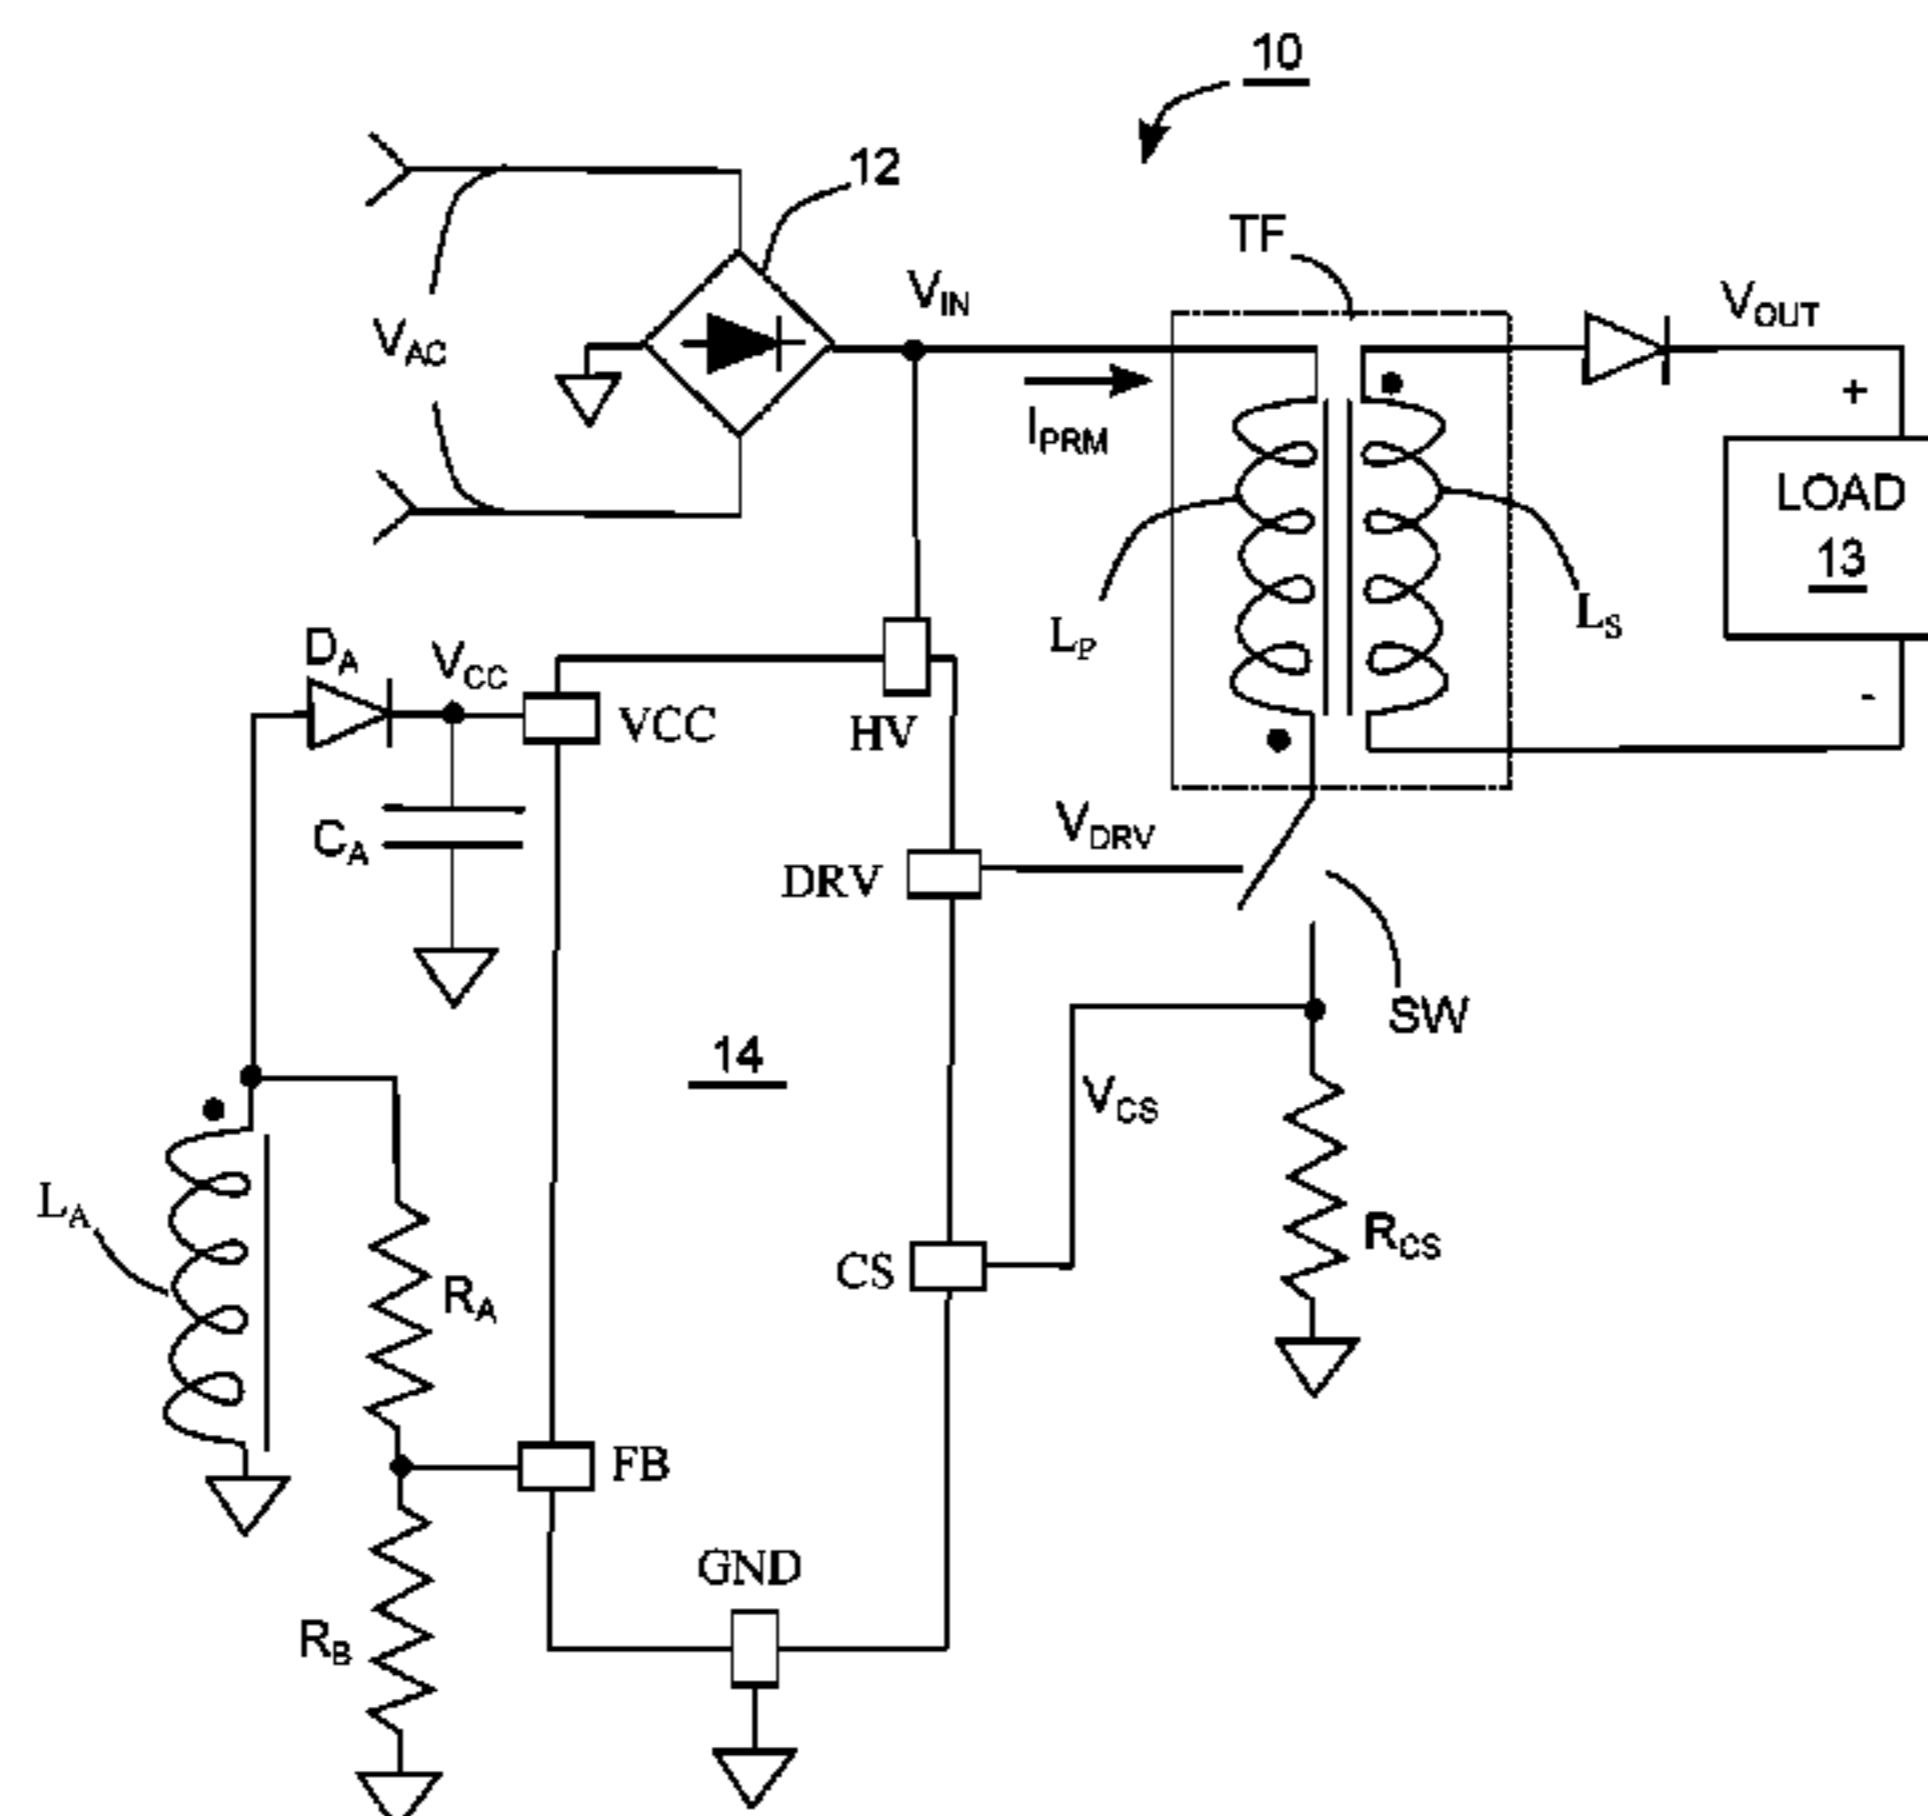 10
12
TF
V_IN
V_OUT
V_AC
+
I_PRM
LOAD
13
L_P
L_S
D_A
V_CC
VCC
HV
-
C_A
V_DRV
DRV
SW
14
V_CS
L_A
R_A
CS
R_CS
FB
GND
R_B